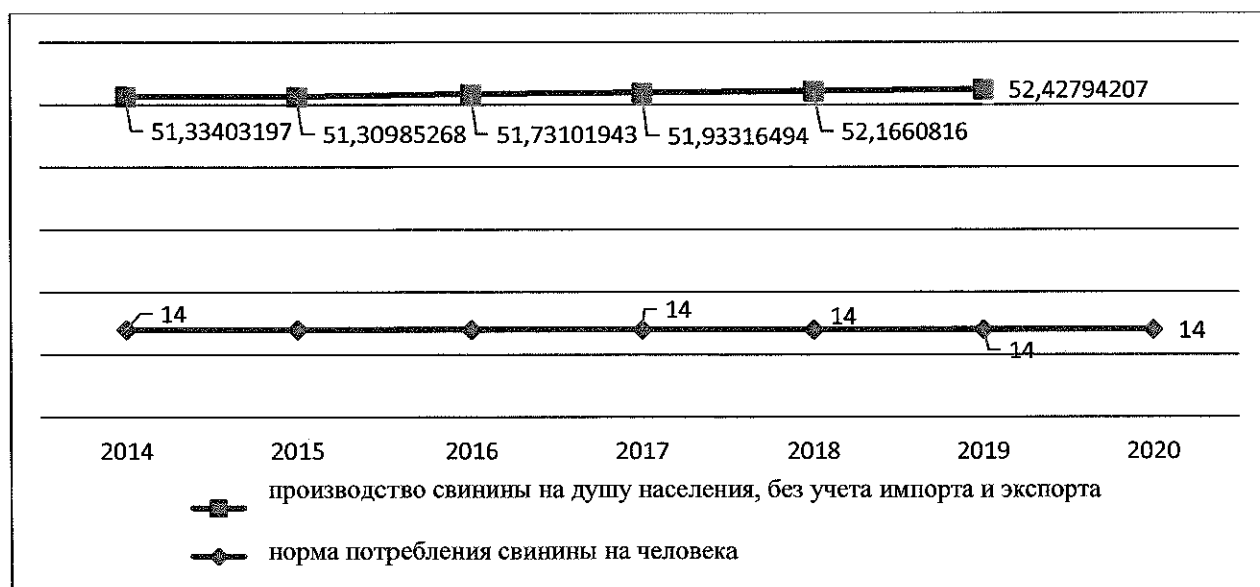 52,42794207
51,33403197 51,30985268 51,73101943 51,93316494 52,1660816
14 14 14 14 14
2014 2015 2016 2017 2018 2019 2020
производство свинины на душу населения, без учета импорта и экспорта
норма потребления свинины на человека